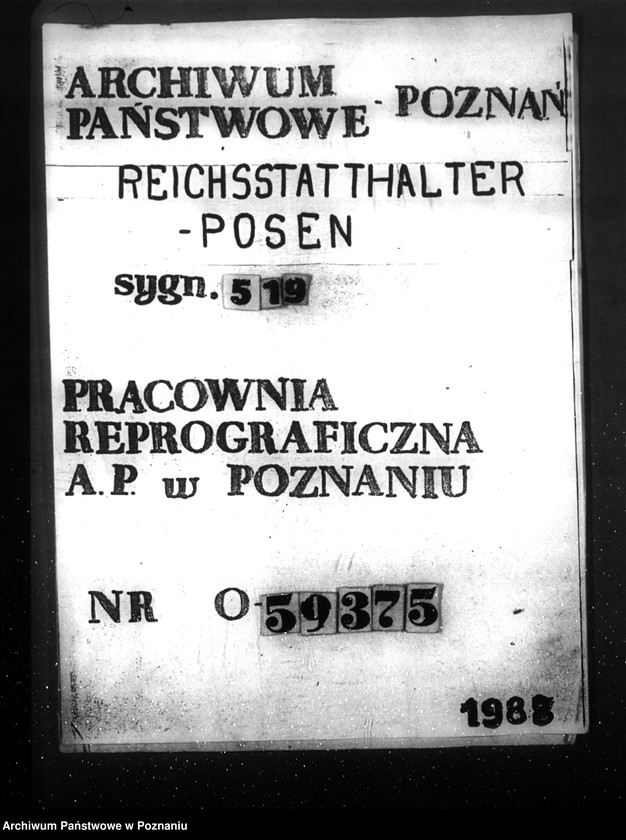 ARCHIWUM
PAŃSTWOWE - POZNAŃ
REICHSSTATTHALTER
-POSEN
sygn. 519
PRACOWNIA
REPROGRAFICZNA
A.P. w POZNANIU
NR O-59375
1988
Archiwum Państwowe w Poznaniu